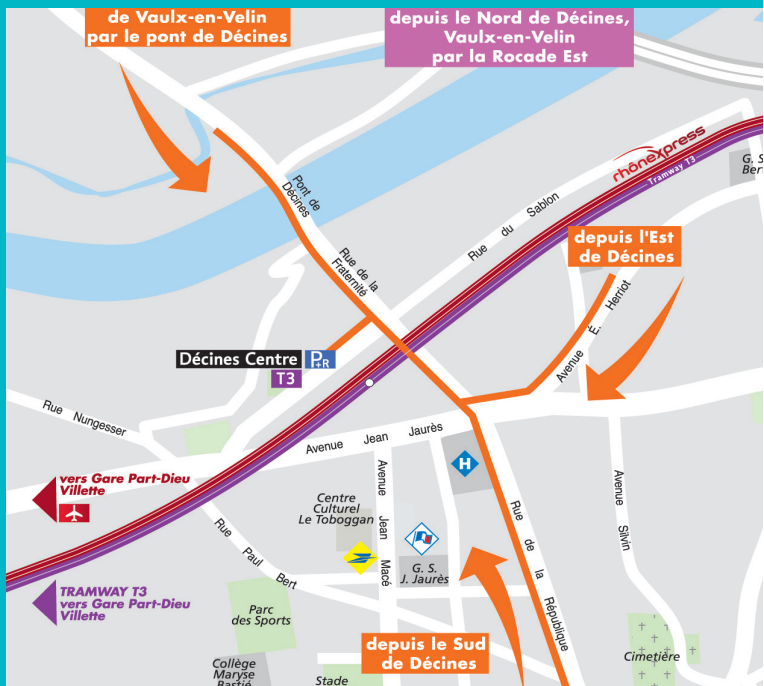 de Vaulx-en-Velin
par le pont de Décines
depuis le Nord de Décines,
Vaulx-en-Velin
par la Rocade Est
rhônexpress
Tramway T3
G. S.
Bert
Pont de
Décines
Rue du Sablon
Rue de la
Fraternité
depuis l'Est
de Décines
Avenue E. Herriot
Décines Centre P+R
T3
Rue Nungesser
Avenue Jean Jaurès
H
vers Gare Part-Dieu
Villette
Centre
Culturel
Le Toboggan
Avenue Jean Macé
Rue de la République
Avenue Silvin
Rue Paul Bert
G. S.
J. Jaurès
TRAMWAY T3
vers Gare Part-Dieu
Villette
Parc
des Sports
depuis le Sud
de Décines
Cimetière
Collège
Maryse
Bastié
Stade